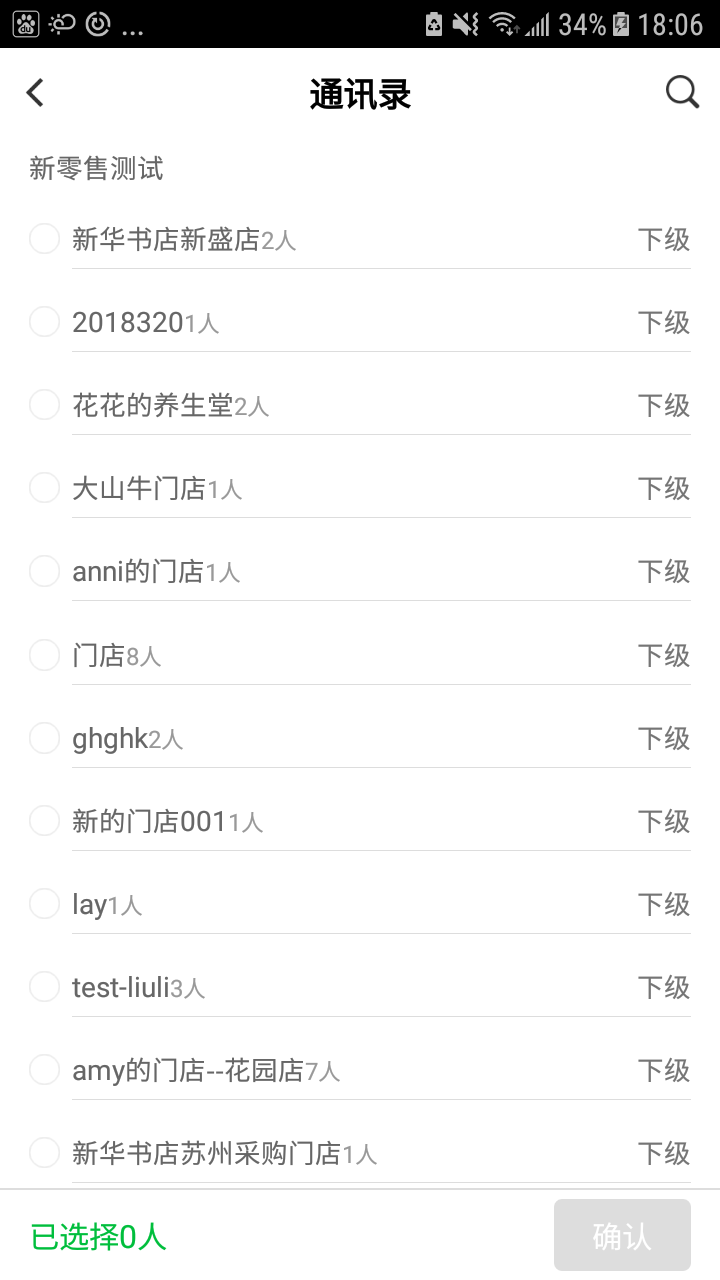 ... 34% 18:06
通讯录
新零售测试
新华书店新盛店2人 下级
20183201人 下级
花花的养生堂2人 下级
大山牛门店1人 下级
anni的门店1人 下级
门店8人 下级
ghghk2人 下级
新的门店0011人 下级
lay1人 下级
test-liuli3人 下级
amy的门店--花园店7人 下级
新华书店苏州采购门店1人 下级
已选择0人 确认